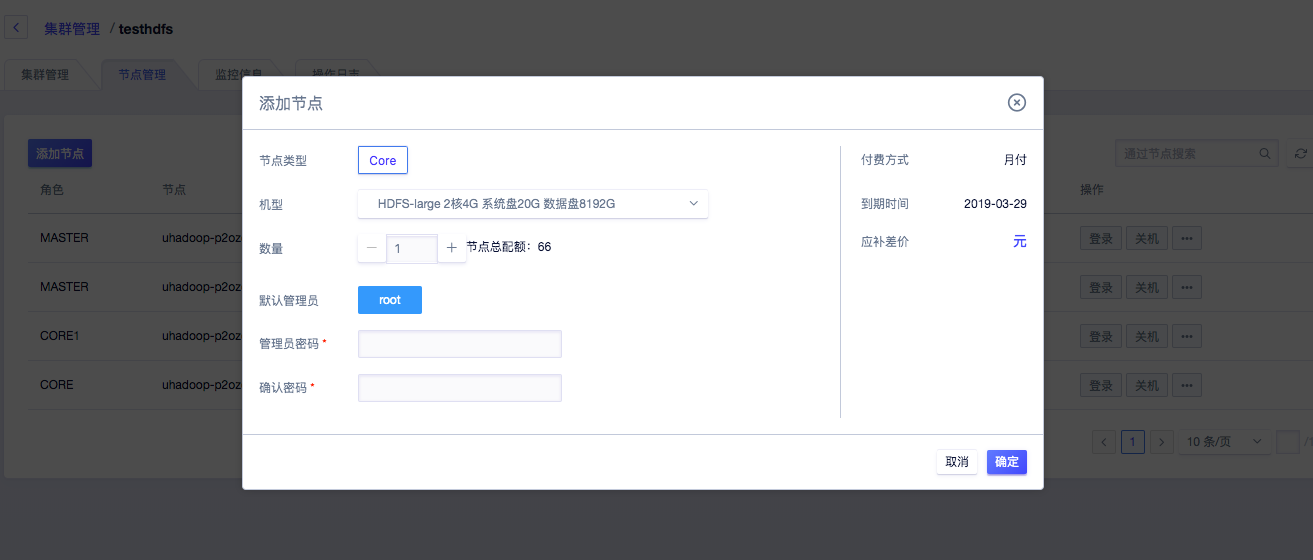 集群管理 / testhdfs
集群管理 节点管理 监控信息 操作日志
添加节点
添加节点 通过节点搜索
节点类型 Core 付费方式 月付
角色 节点 操作
机型 HDFS-large 2核4G 系统盘20G 数据盘8192G 到期时间 2019-03-29
MASTER uhadoop-p2oz 登录 关机 •••
数量 — 1 + 节点总配额：66 应补差价 元
MASTER uhadoop-p2oz 登录 关机 •••
默认管理员 root
CORE1 uhadoop-p2oz 登录 关机 •••
管理员密码 *
CORE uhadoop-p2oz 登录 关机 •••
确认密码 *
1 10 条/页
取消 确定